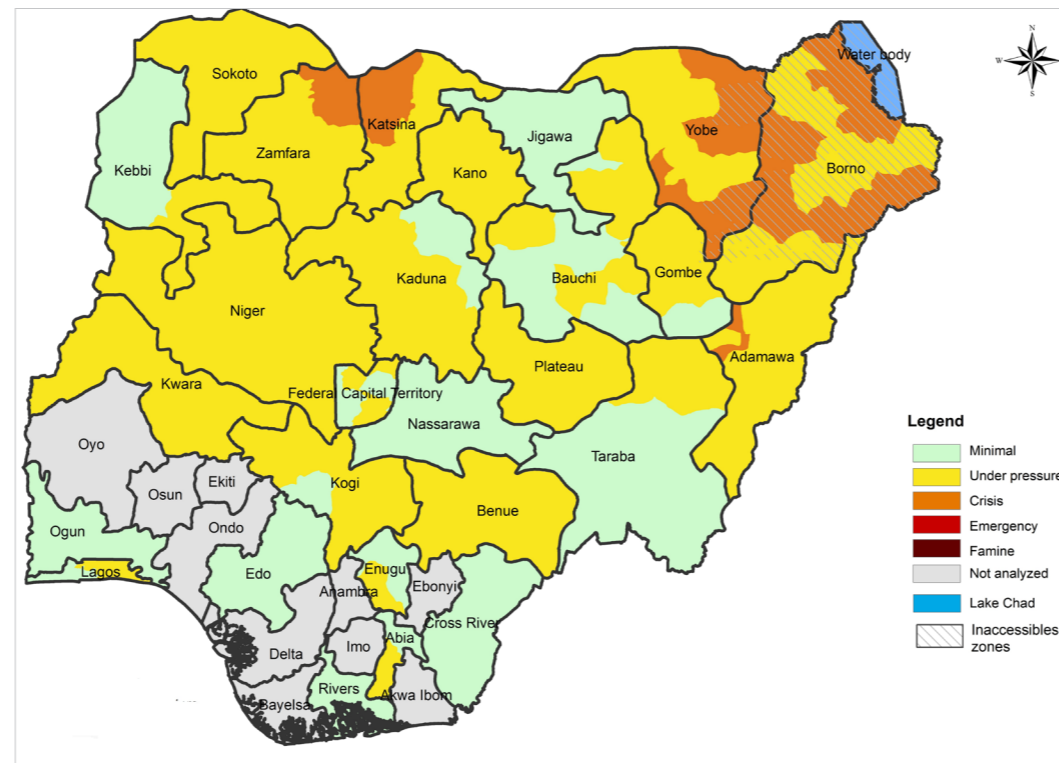 N
W
S
Water body
Sokoto
Katsina
Jigawa
Yobe
Zamfara
Kebbi
Kano
Borno
Kaduna
Bauchi
Gombe
Niger
Adamawa
Plateau
Kwara
Federal Capital Territory
Nassarawa
Oyo
Taraba
Kogi
Ekiti
Osun
Benue
Ondo
Ogun
Lagos
Edo
Enugu
Ebonyi
Anambra
Cross River
Abia
Imo
Delta
Rivers
Akwa Ibom
Bayelsa
Legend
Minimal
Under pressure
Crisis
Emergency
Famine
Not analyzed
Lake Chad
Inaccessibles
zones